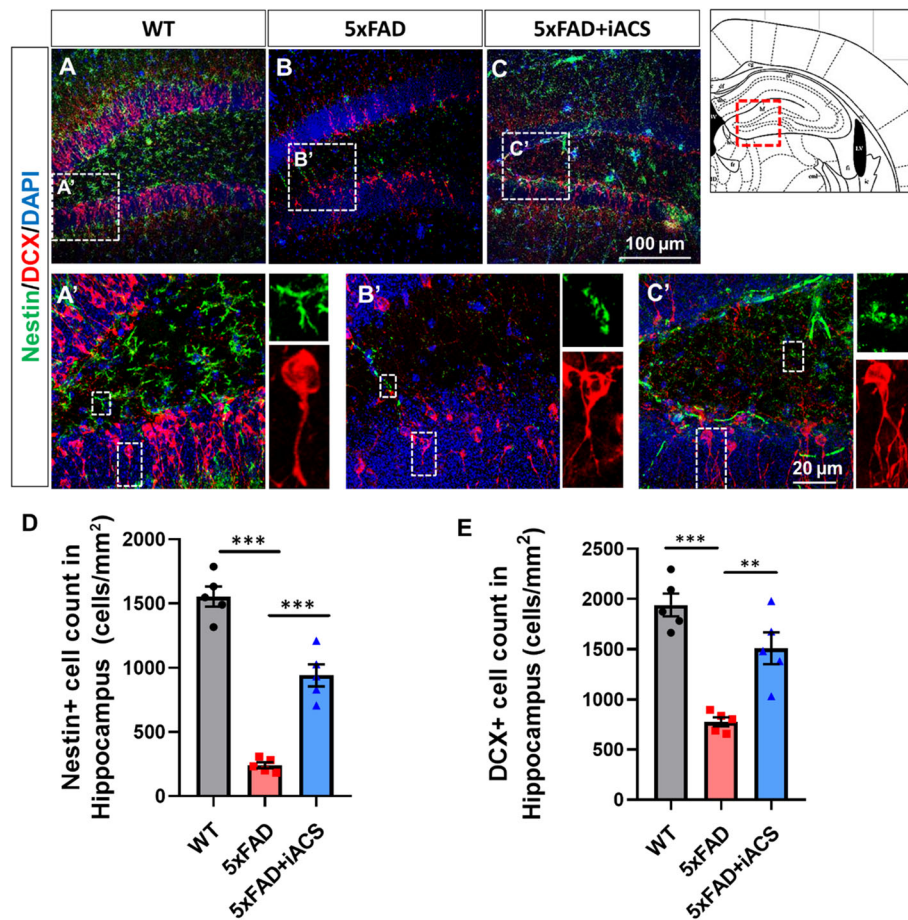 WT
5xFAD
5xFAD+iACS
Nestin/DCX/DAPI
A
B
C
A'
B'
C'
100 µm
M
LV
A'
B'
C'
20 µm
D
Nestin+ cell count in
Hippocampus (cells/mm²)
2000
1500
1000
500
0
***
***
WT
5xFAD
5xFAD+iACS
E
DCX+ cell count in
Hippocampus (cells/mm²)
2500
2000
1500
1000
500
0
***
**
WT
5xFAD
5xFAD+iACS